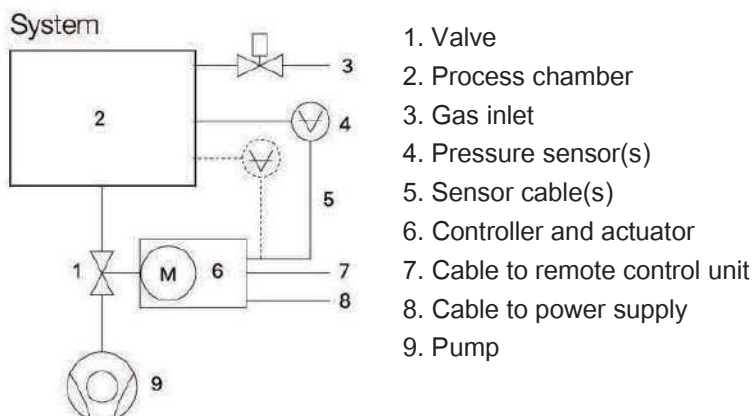 System
1. Valve
2. Process chamber
3. Gas inlet
4. Pressure sensor(s)
5. Sensor cable(s)
6. Controller and actuator
7. Cable to remote control unit
8. Cable to power supply
9. Pump
3
2
4
5
1
M
6
7
8
9